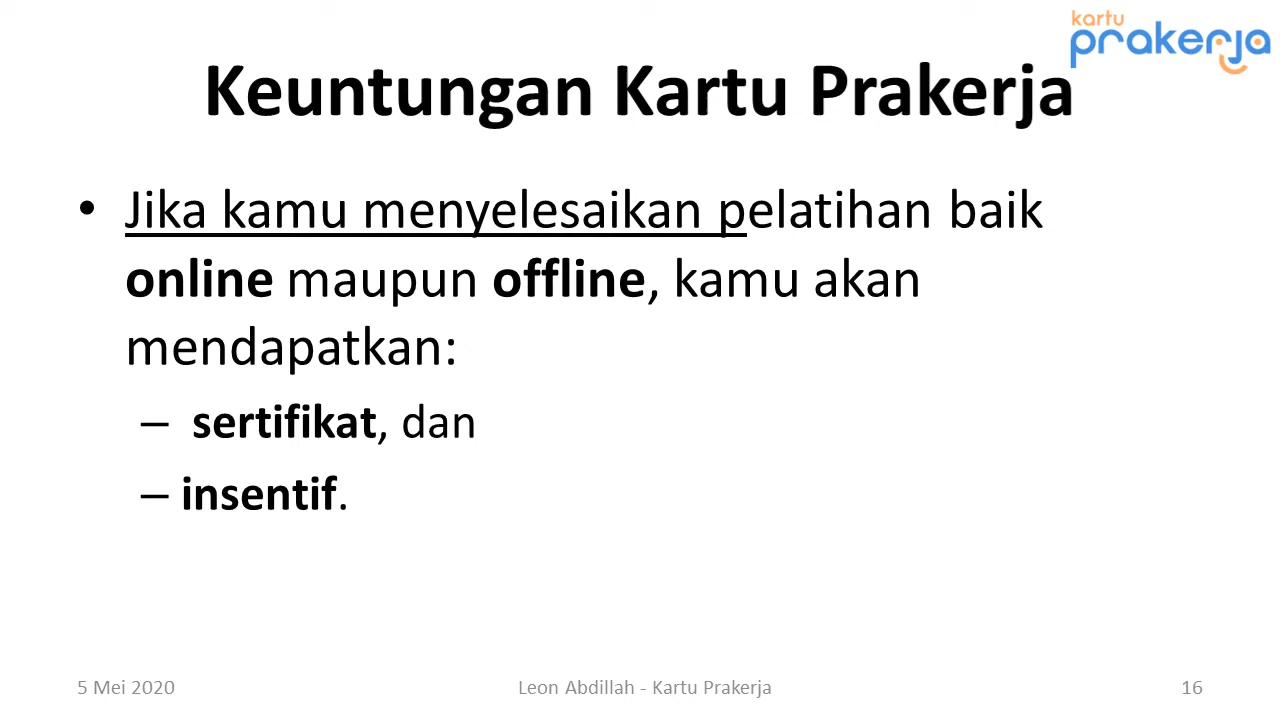 kartu
prakerja
Keuntungan Kartu Prakerja
• Jika kamu menyelesaikan pelatihan baik
online maupun offline, kamu akan
mendapatkan:
– sertifikat, dan
– insentif.
5 Mei 2020
Leon Abdillah - Kartu Prakerja
16